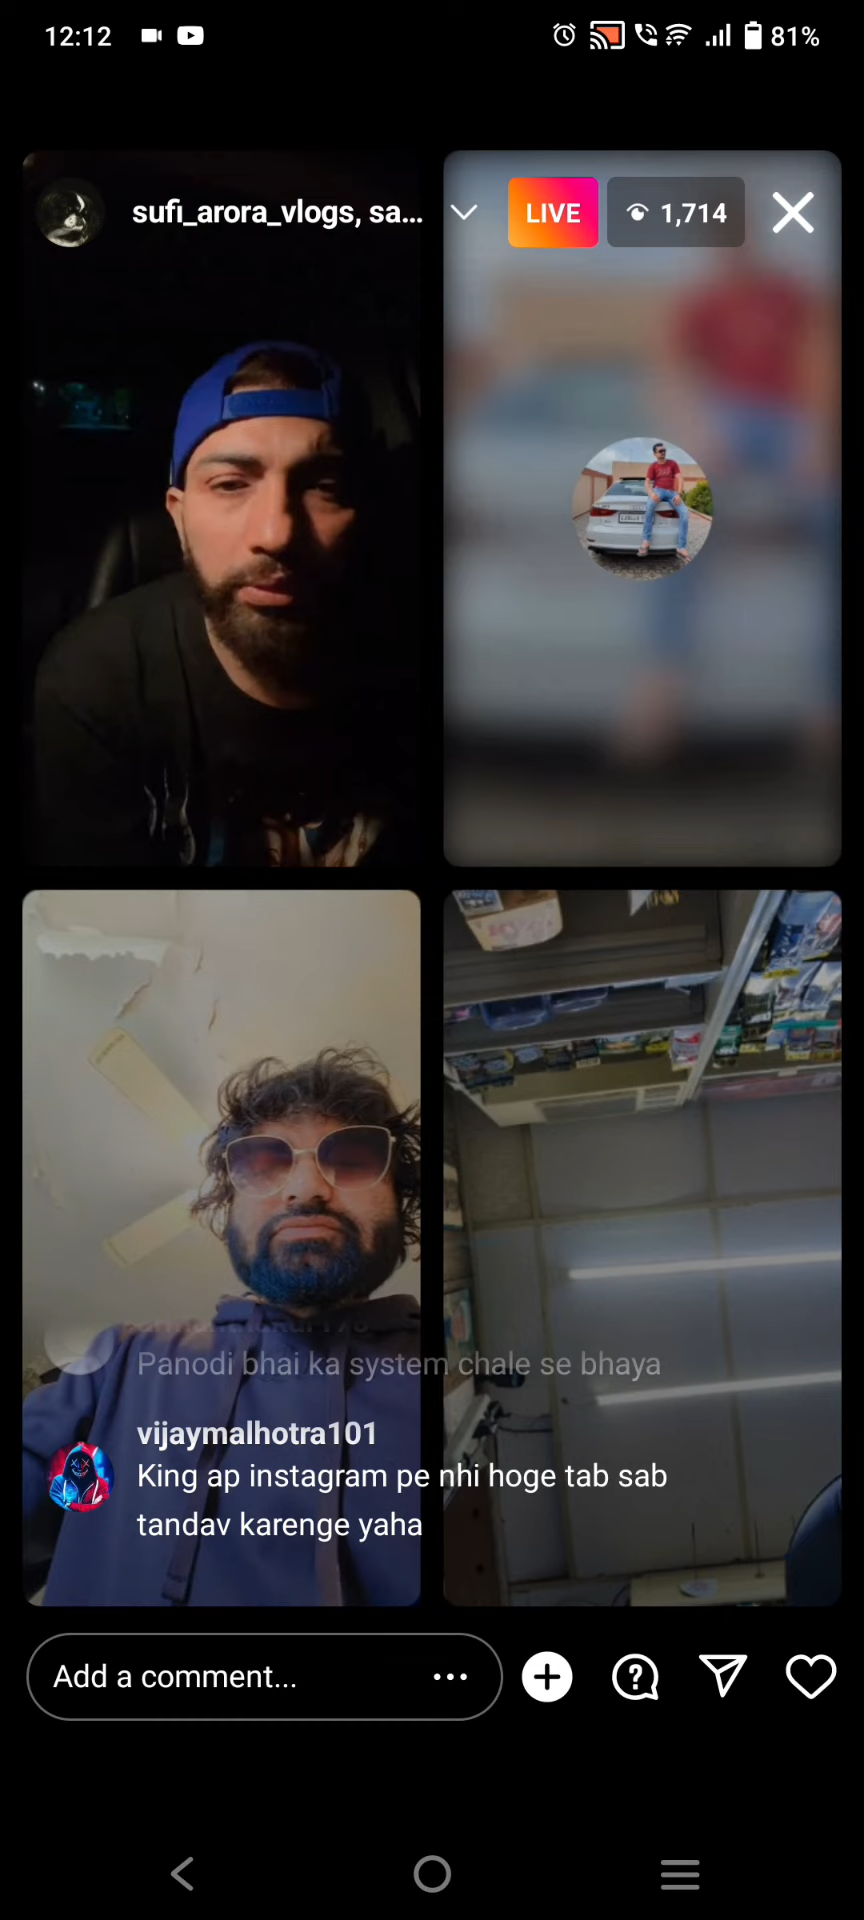 12:12
81%
sufi_arora_vlogs, sa...
LIVE
1,714
Panodi bhai ka system chale se bhaya
vijaymalhotra101
King ap instagram pe nhi hoge tab sab
tandav karenge yaha
Add a comment...